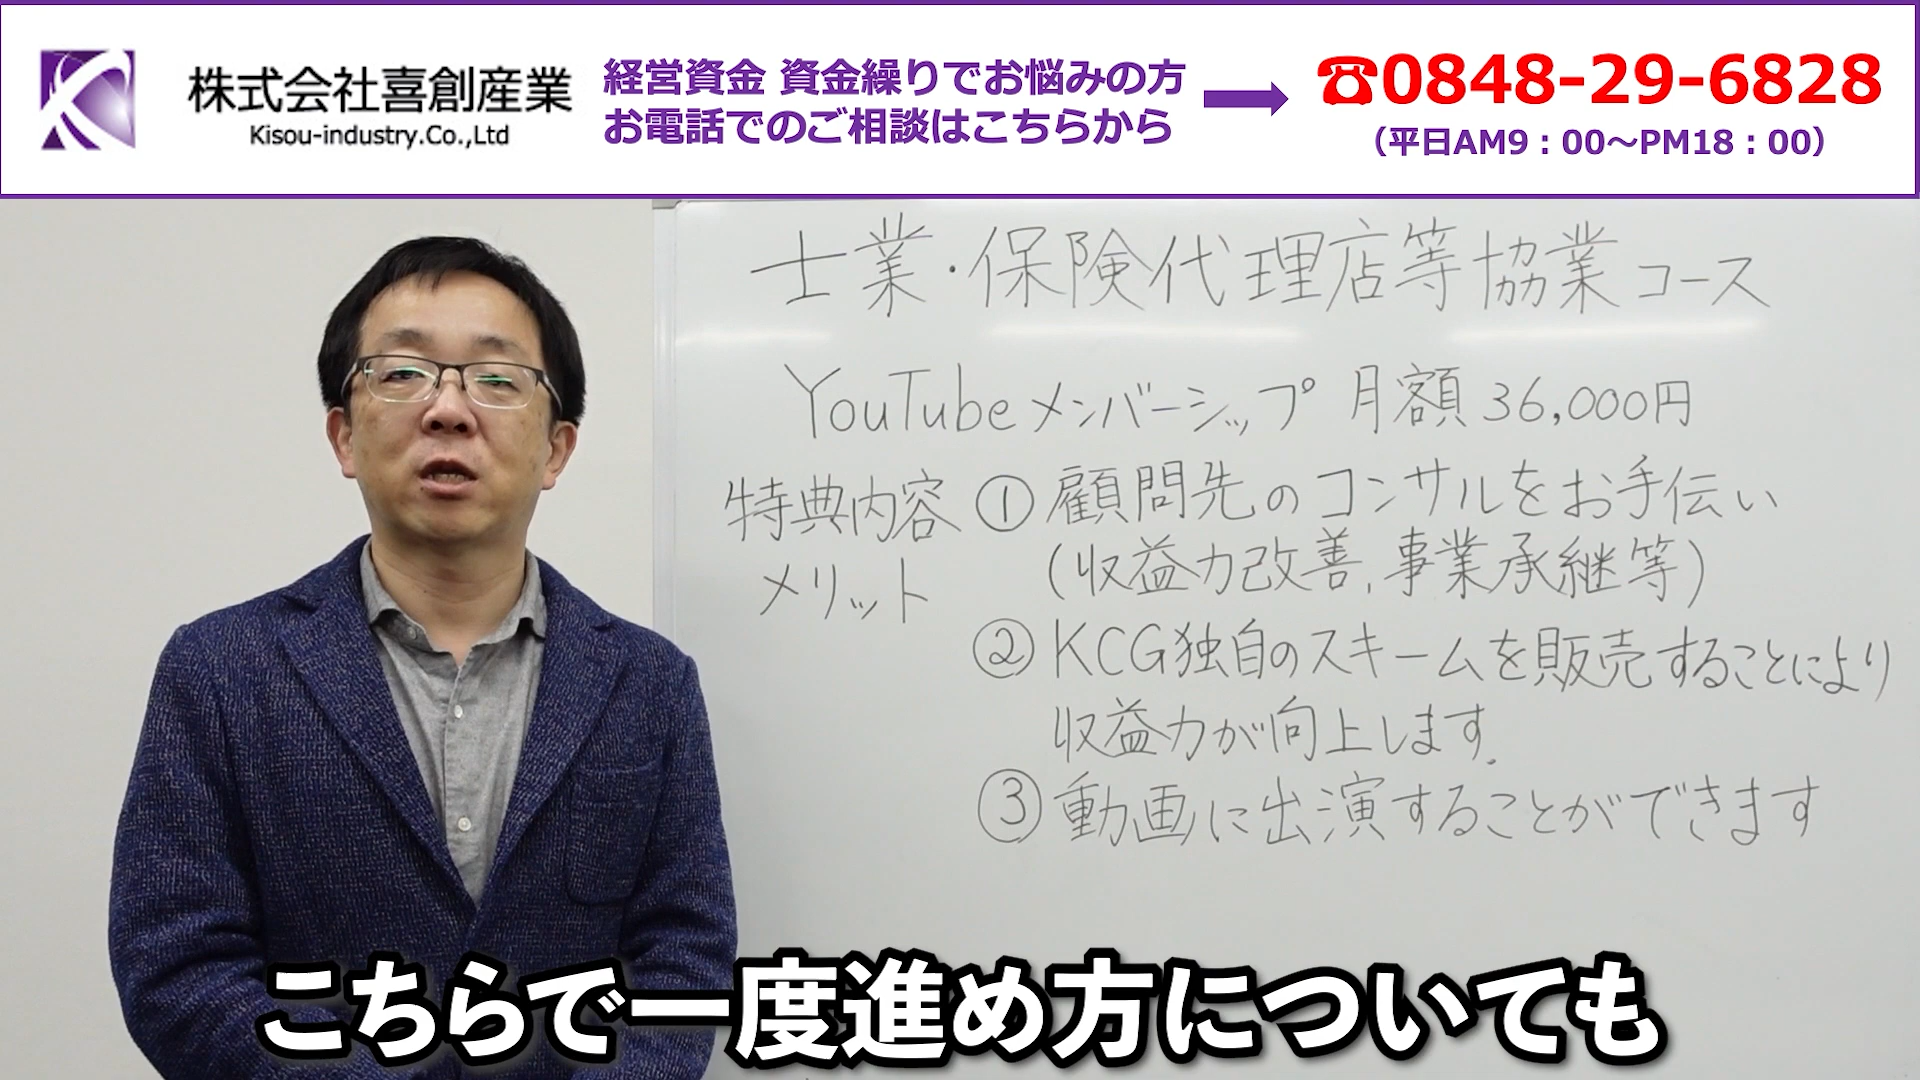 株式会社喜創産業
Kisou-industry.Co.,Ltd
経営資金 資金繰りでお悩みの方
お電話でのご相談はこちらから
☎0848-29-6828
（平日AM9：00～PM18：00）
士業・保険代理店等協業コース
YouTubeメンバーシップ 月額36,000円
特典内容 ①顧問先のコンサルをお手伝い
メリット (収益力改善,事業承継等)
②KCG独自のスキームを販売することにより
収益力が向上します.
③動画に出演することができます
こちらで一度進め方についても